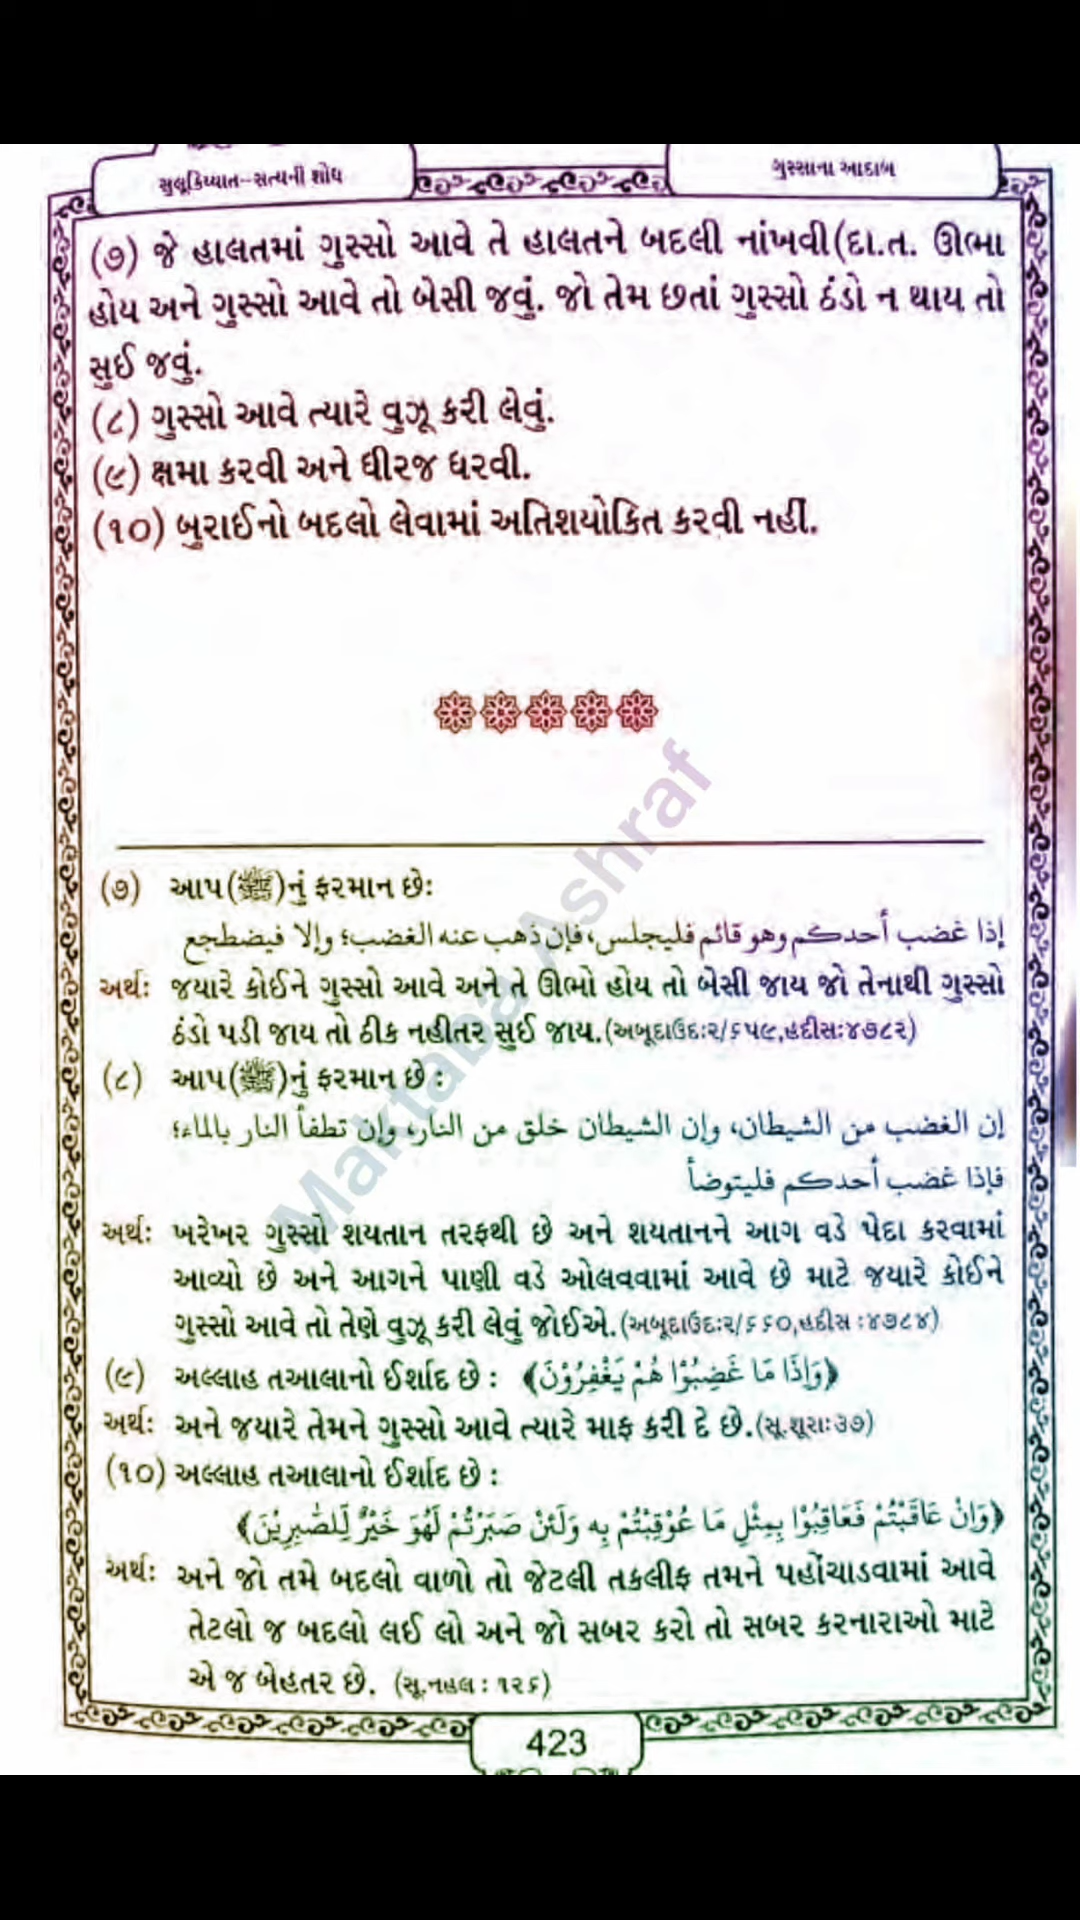 સુલૂકિય્યાત–સત્યની શોધ
ગુસ્સાના આદાબ
(૭) જે હાલતમાં ગુસ્સો આવે તે હાલતને બદલી નાંખવી(દા.ત. ઊભા
હોય અને ગુસ્સો આવે તો બેસી જવું. જો તેમ છતાં ગુસ્સો ઠંડો ન થાય તો
સુઈ જવું.
(૮) ગુસ્સો આવે ત્યારે વુઝૂ કરી લેવું.
(૯) ક્ષમા કરવી અને ધીરજ ધરવી.
(૧૦) બુરાઈનો બદલો લેવામાં અતિશયોકિત કરવી નહીં.
Maktaba Ashraf
(૭) આપ(ﷺ)નું ફરમાન છેઃ
إذا غضب أحدكم وهو قائم فليجلس، فإن ذهب عنه الغضب؛ وإلا فيضطجع
અર્થઃ જયારે કોઈને ગુસ્સો આવે અને તે ઊભો હોય તો બેસી જાય જો તેનાથી ગુસ્સો
ઠંડો પડી જાય તો ઠીક નહીતર સુઈ જાય.(અબૂદાઉદઃ૨/૬૫૯,હદીસઃ૪૭૮૨)
(૮) આપ(ﷺ)નું ફરમાન છે :
إن الغضب من الشيطان، وإن الشيطان خلق من النار، وإن تطفأ النار بالماء؛
فإذا غضب أحدكم فليتوضأ
અર્થઃ ખરેખર ગુસ્સો શયતાન તરફથી છે અને શયતાનને આગ વડે પેદા કરવામાં
આવ્યો છે અને આગને પાણી વડે ઓલવવામાં આવે છે માટે જયારે કોઈને
ગુસ્સો આવે તો તેણે વુઝૂ કરી લેવું જોઈએ.(અબૂદાઉદઃ૨/૬૬૦,હદીસ :૪૭૮૪)
(૯) અલ્લાહ તઆલાનો ઈર્શાદ છે : ﴿وَإِذَا مَا غَضِبُوْا هُمْ يَغْفِرُوْنَ﴾
અર્થઃ અને જયારે તેમને ગુસ્સો આવે ત્યારે માફ કરી દે છે.(સૂ.શૂરાઃ૩૭)
(૧૦) અલ્લાહ તઆલાનો ઈર્શાદ છે :
﴿وَإِنْ عَاقَبْتُمْ فَعَاقِبُوْا بِمِثْلِ مَا عُوْقِبْتُمْ بِه وَلَئِنْ صَبَرْتُمْ لَهُوَ خَيْرٌ لِّلصّٰبِرِيْنَ﴾
અર્થઃ અને જો તમે બદલો વાળો તો જેટલી તકલીફ તમને પહોંચાડવામાં આવે
તેટલો જ બદલો લઈ લો અને જો સબર કરો તો સબર કરનારાઓ માટે
એ જ બેહતર છે. (સૂ.નહલ : ૧૨૬)
423